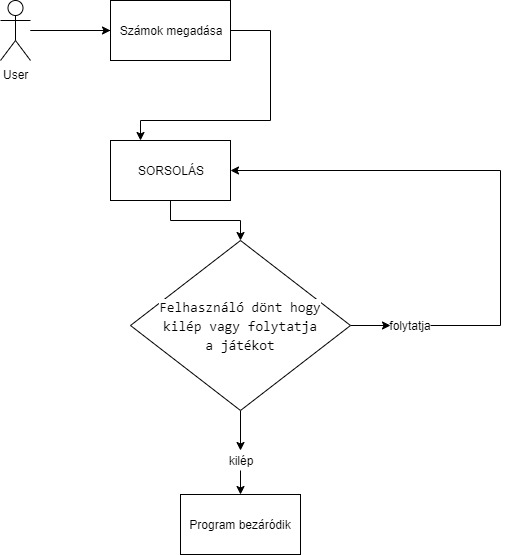 Számok megadása
User
SORSOLÁS
Felhasználó dönt hogy
kilép vagy folytatja
a játékot
folytatja
kilép
Program bezáródik